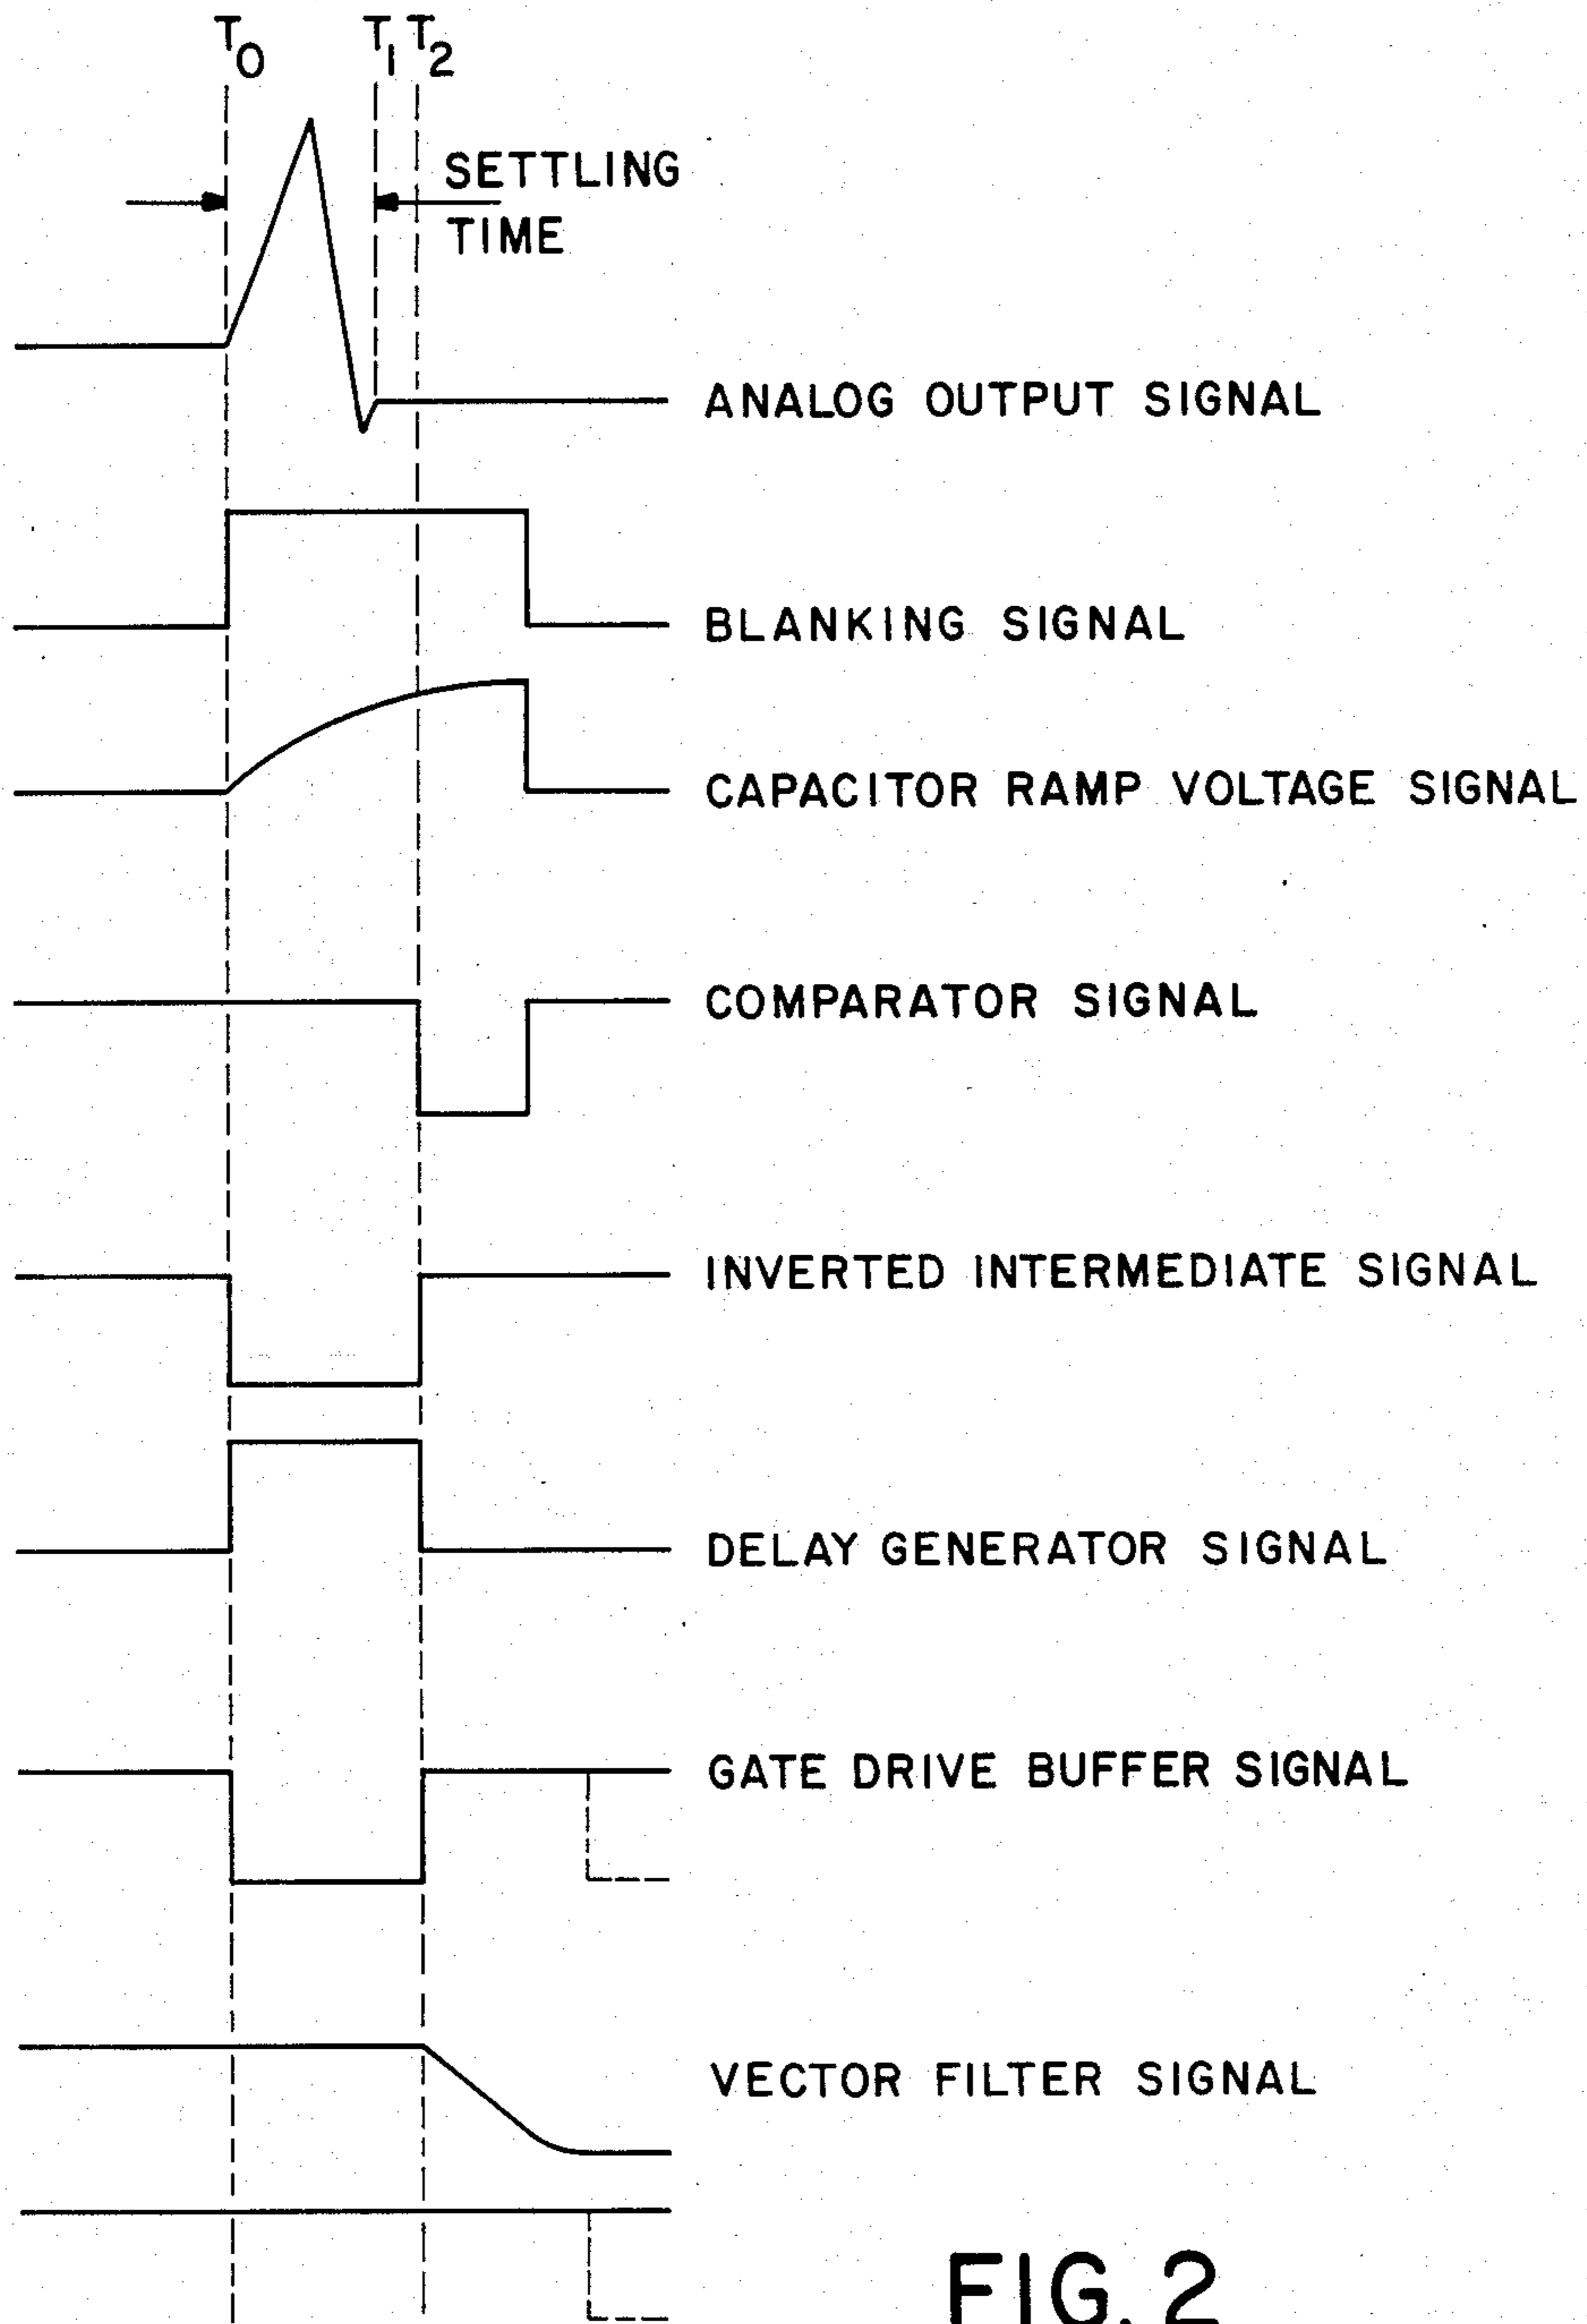 T0 T1 T2
SETTLING
TIME
ANALOG OUTPUT SIGNAL
BLANKING SIGNAL
CAPACITOR RAMP VOLTAGE SIGNAL
COMPARATOR SIGNAL
INVERTED INTERMEDIATE SIGNAL
DELAY GENERATOR SIGNAL
GATE DRIVE BUFFER SIGNAL
VECTOR FILTER SIGNAL
FIG. 2